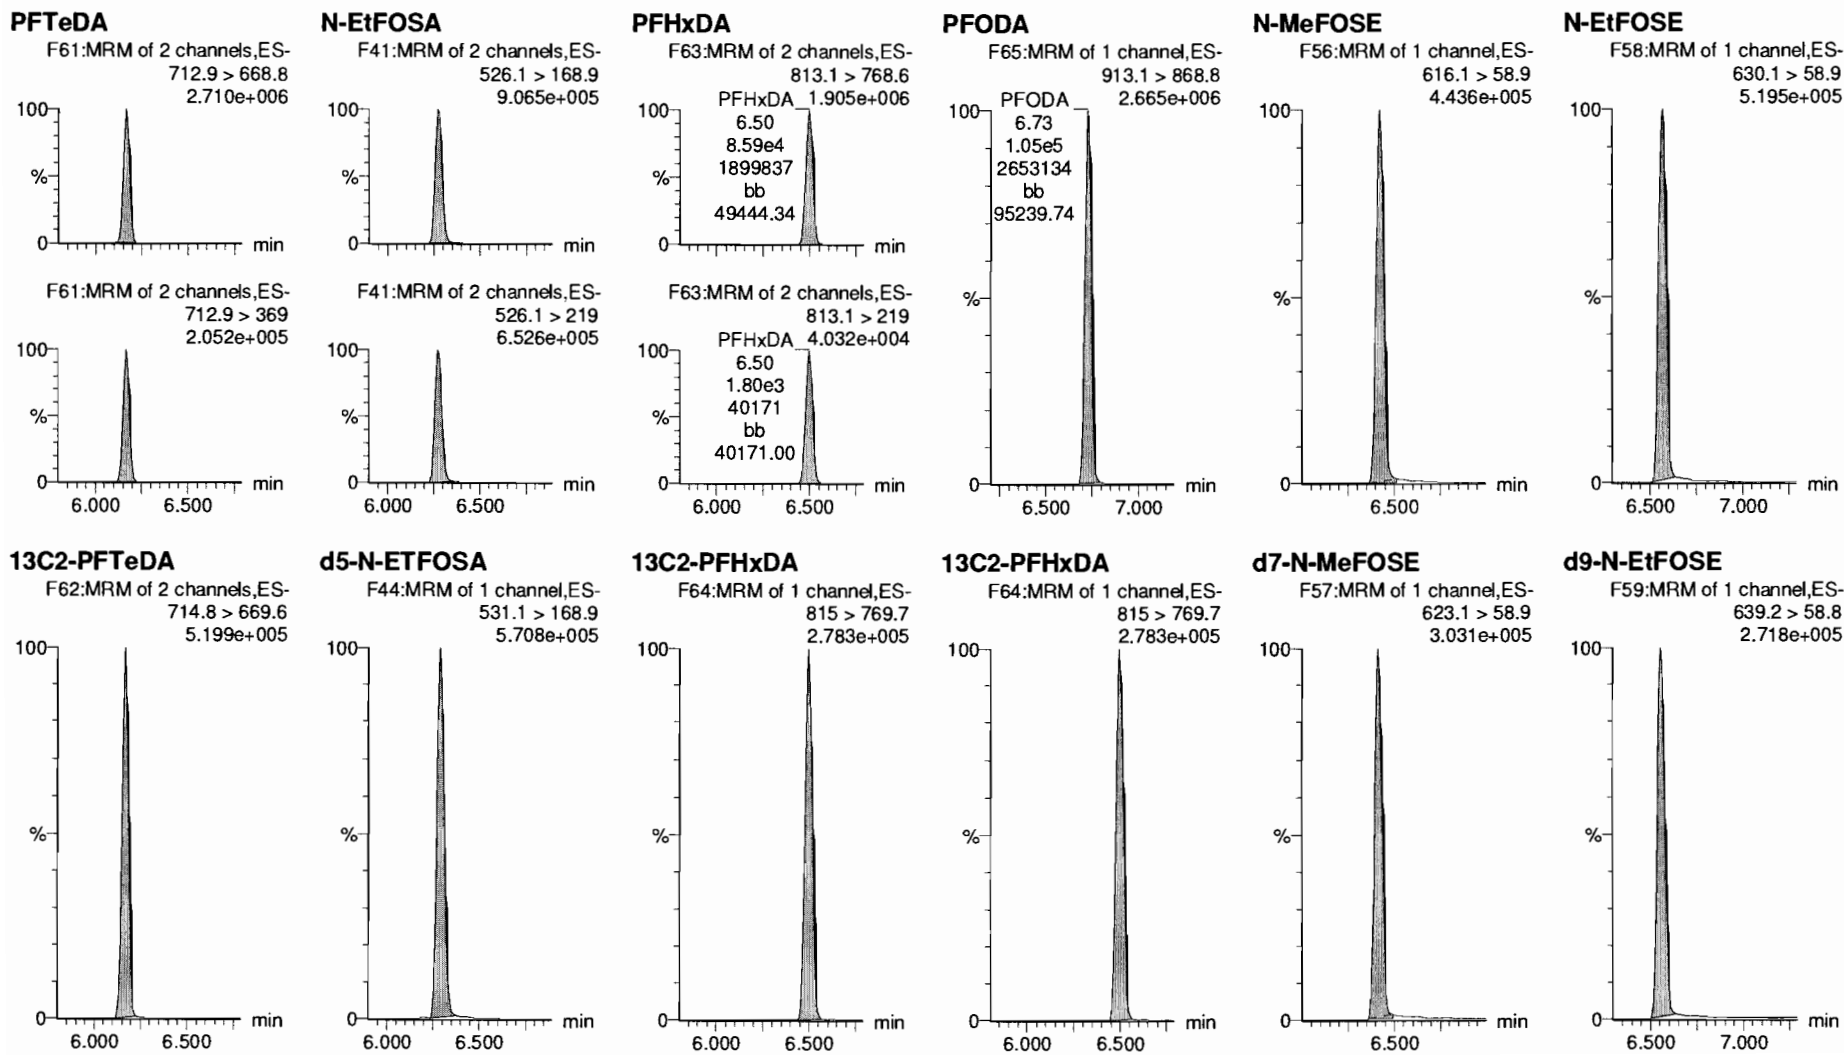 PFTeDA
F61:MRM of 2 channels,ES-
712.9 > 668.8
2.710e+006
100
%
0
min
F61:MRM of 2 channels,ES-
712.9 > 369
2.052e+005
100
%
0
min
6.000 6.500
N-EtFOSA
F41:MRM of 2 channels,ES-
526.1 > 168.9
9.065e+005
100
%
0
min
F41:MRM of 2 channels,ES-
526.1 > 219
6.526e+005
100
%
0
min
6.000 6.500
PFHxDA
F63:MRM of 2 channels,ES-
813.1 > 768.6
1.905e+006
PFHxDA
6.50
8.59e4
1899837
bb
49444.34
100
%
0
min
F63:MRM of 2 channels,ES-
813.1 > 219
4.032e+004
PFHxDA
6.50
1.80e3
40171
bb
40171.00
100
%
0
min
6.000 6.500
PFODA
F65:MRM of 1 channel,ES-
913.1 > 868.8
2.665e+006
PFODA
6.73
1.05e5
2653134
bb
95239.74
100
%
0
min
6.500 7.000
N-MeFOSE
F56:MRM of 1 channel,ES-
616.1 > 58.9
4.436e+005
100
%
0
min
6.500
N-EtFOSE
F58:MRM of 1 channel,ES-
630.1 > 58.9
5.195e+005
100
%
0
min
6.500 7.000
13C2-PFTeDA
F62:MRM of 2 channels,ES-
714.8 > 669.6
5.199e+005
100
%
0
min
6.000 6.500
d5-N-ETFOSA
F44:MRM of 1 channel,ES-
531.1 > 168.9
5.708e+005
100
%
0
min
6.000 6.500
13C2-PFHxDA
F64:MRM of 1 channel,ES-
815 > 769.7
2.783e+005
100
%
0
min
6.000 6.500
13C2-PFHxDA
F64:MRM of 1 channel,ES-
815 > 769.7
2.783e+005
100
%
0
min
6.000 6.500
d7-N-MeFOSE
F57:MRM of 1 channel,ES-
623.1 > 58.9
3.031e+005
100
%
0
min
6.500
d9-N-EtFOSE
F59:MRM of 1 channel,ES-
639.2 > 58.8
2.718e+005
100
%
0
min
6.500 7.000